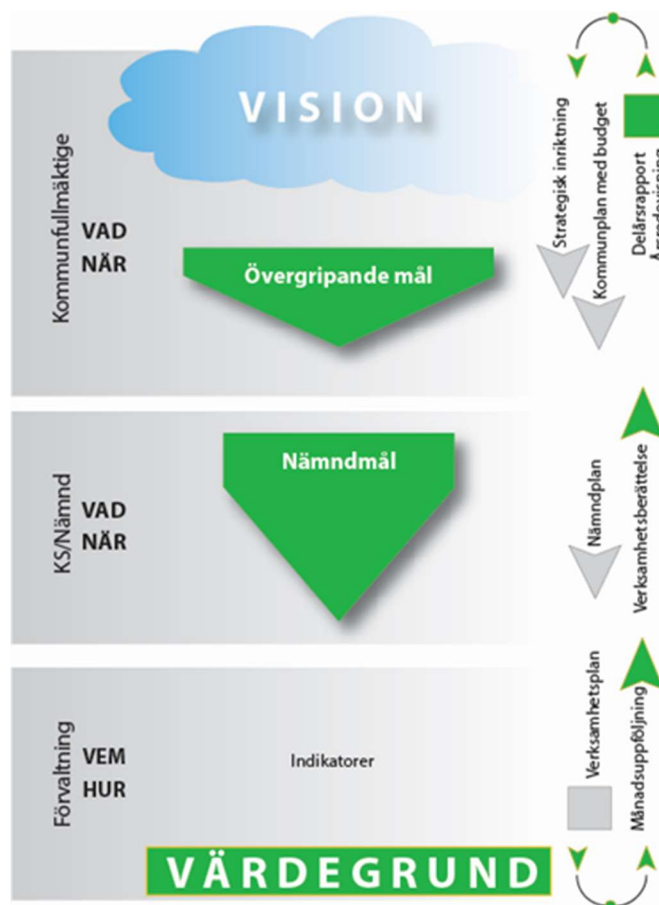 VISION
Kommunfullmäktige
VAD
NÄR
Övergripande mål
Strategisk inriktning
Kommunplan med budget
Delårsrapport
KS/Nämnd
VAD
NÄR
Nämndmål
Nämndplan
Verksamhetsberättelse
Förvaltning
VEM
HUR
Indikatorer
Verksamhetsplan
Månadsuppföljning
VÄRDEGRUND